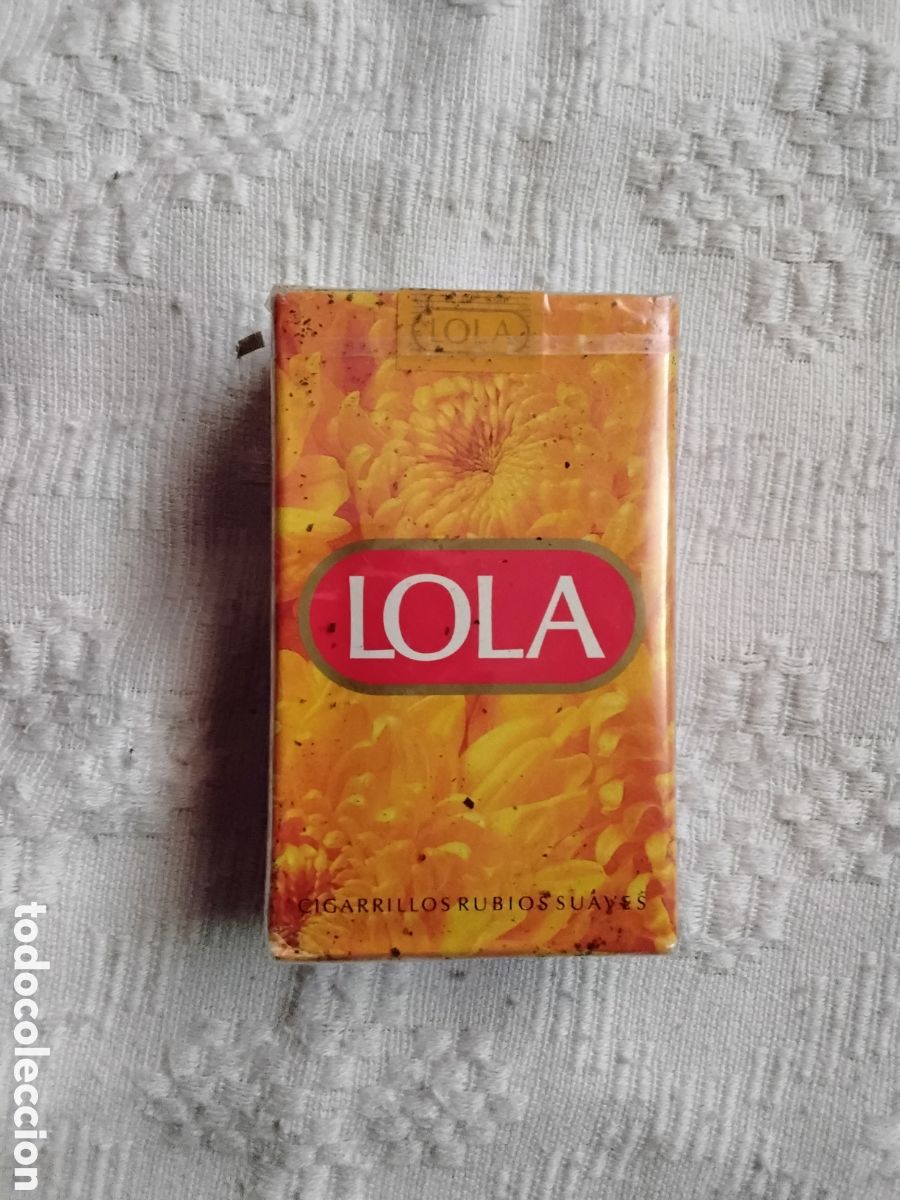 LOLA
LOLA
CIGARRILLOS RUBIOS SUAVES
todocoleccion